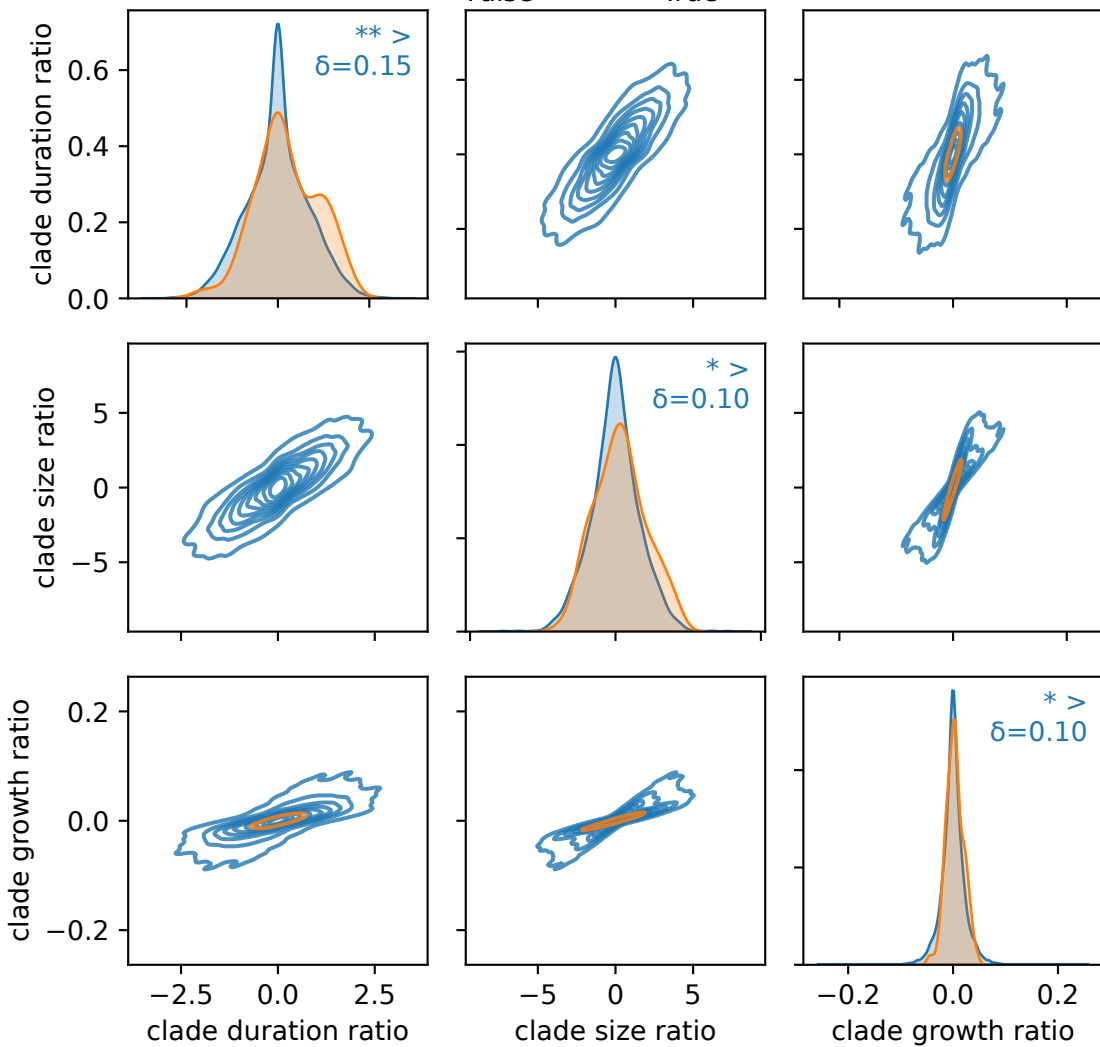 clade duration ratio
0.6
0.4
0.2
0.0
** >
δ=0.15
clade size ratio
5
0
−5
* >
δ=0.10
clade growth ratio
0.2
0.0
−0.2
* >
δ=0.10
−2.5 0.0 2.5
−5 0 5
−0.2 0.0 0.2
clade duration ratio
clade size ratio
clade growth ratio